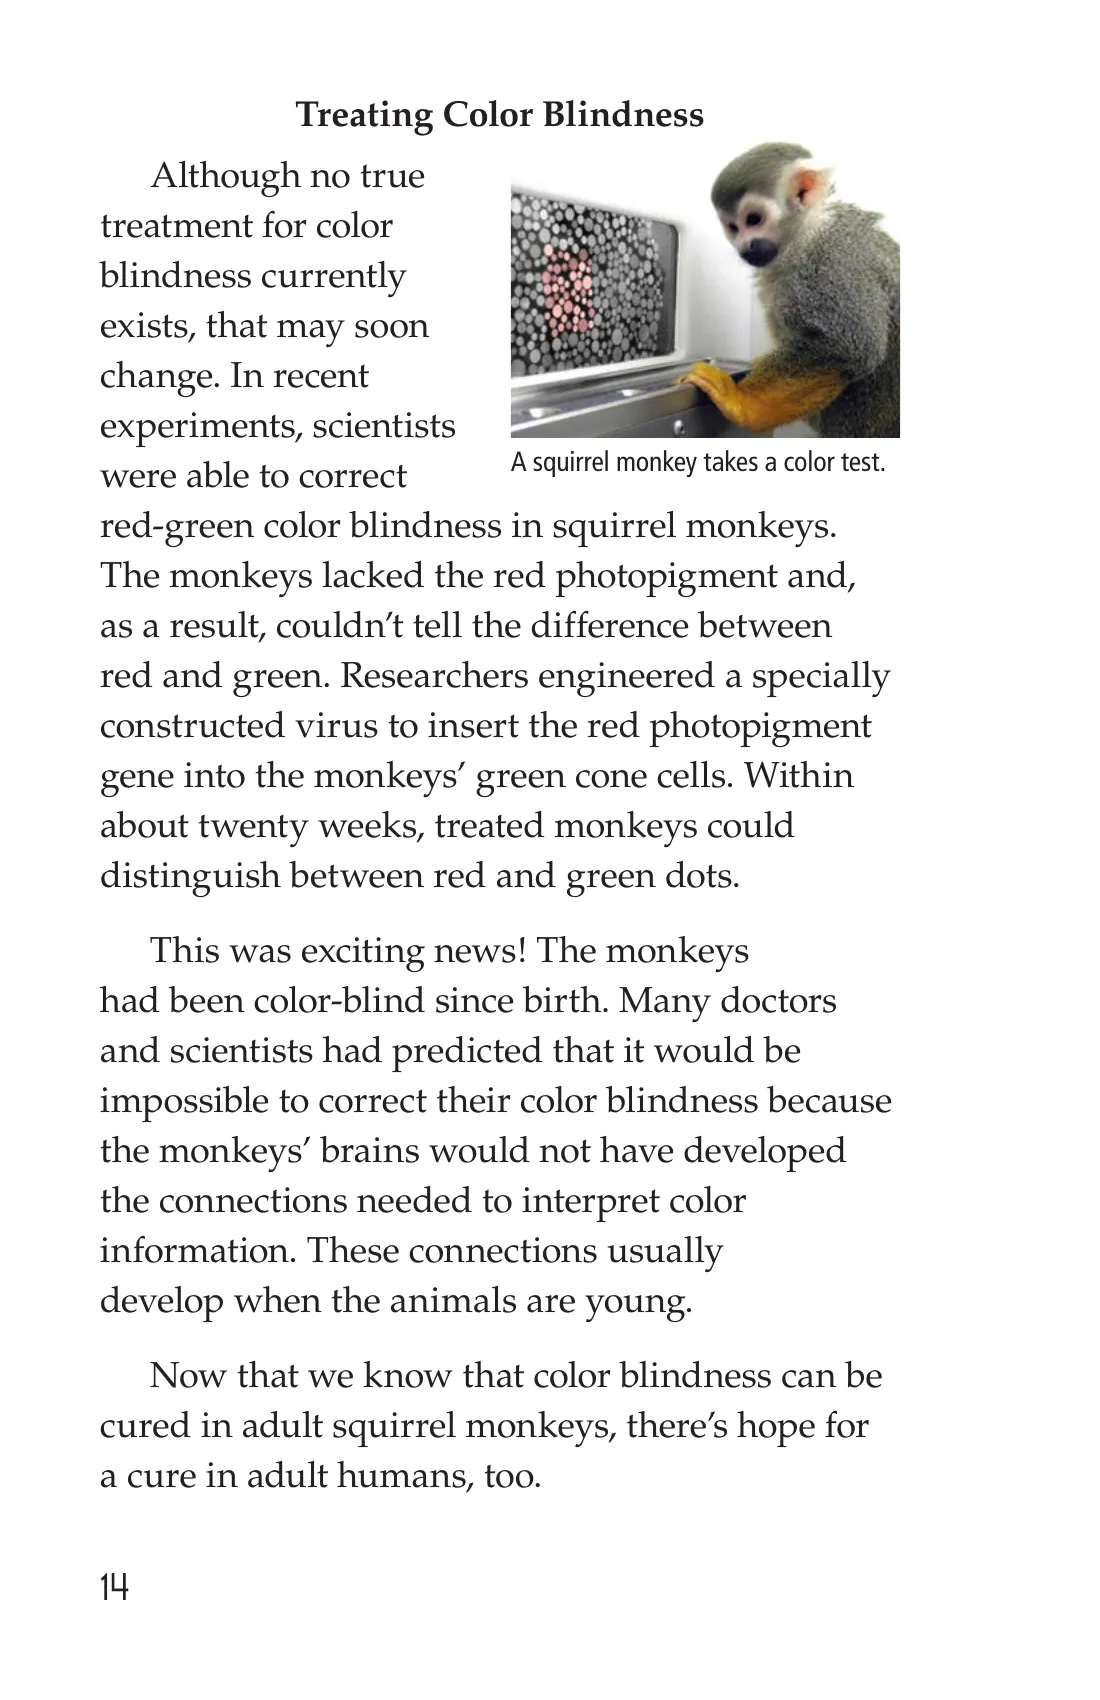 Treating Color Blindness
Although no true
treatment for color
blindness currently
exists, that may soon
change. In recent
experiments, scientists
were able to correct
A squirrel monkey takes a color test.
red-green color blindness in squirrel monkeys.
The monkeys lacked the red photopigment and,
as a result, couldn’t tell the difference between
red and green. Researchers engineered a specially
constructed virus to insert the red photopigment
gene into the monkeys’ green cone cells. Within
about twenty weeks, treated monkeys could
distinguish between red and green dots.
This was exciting news! The monkeys
had been color-blind since birth. Many doctors
and scientists had predicted that it would be
impossible to correct their color blindness because
the monkeys’ brains would not have developed
the connections needed to interpret color
information. These connections usually
develop when the animals are young.
Now that we know that color blindness can be
cured in adult squirrel monkeys, there’s hope for
a cure in adult humans, too.
14